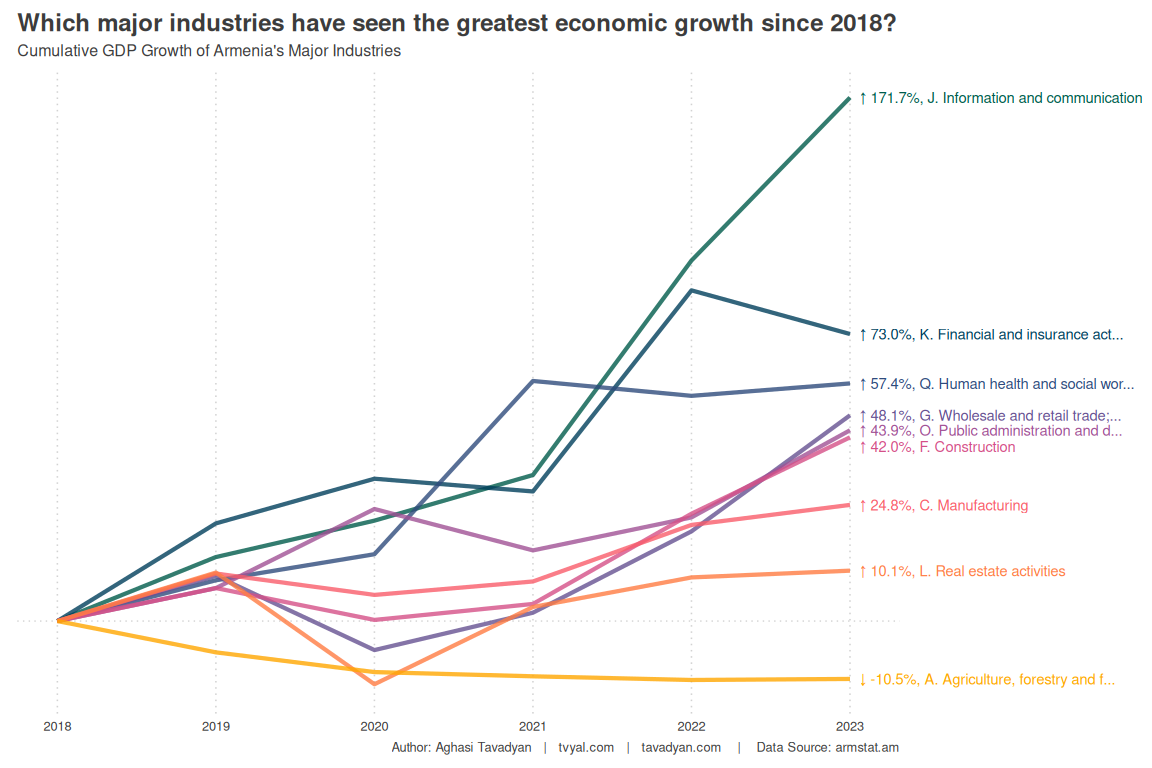 Which major industries have seen the greatest economic growth since 2018?
Cumulative GDP Growth of Armenia's Major Industries
↑ 171.7%, J. Information and communication
↑ 73.0%, K. Financial and insurance act...
↑ 57.4%, Q. Human health and social wor...
↑ 48.1%, G. Wholesale and retail trade;...
↑ 43.9%, O. Public administration and d...
↑ 42.0%, F. Construction
↑ 24.8%, C. Manufacturing
↑ 10.1%, L. Real estate activities
↓ -10.5%, A. Agriculture, forestry and f...
2018 2019 2020 2021 2022 2023
Author: Aghasi Tavadyan | tvyal.com | tavadyan.com | Data Source: armstat.am